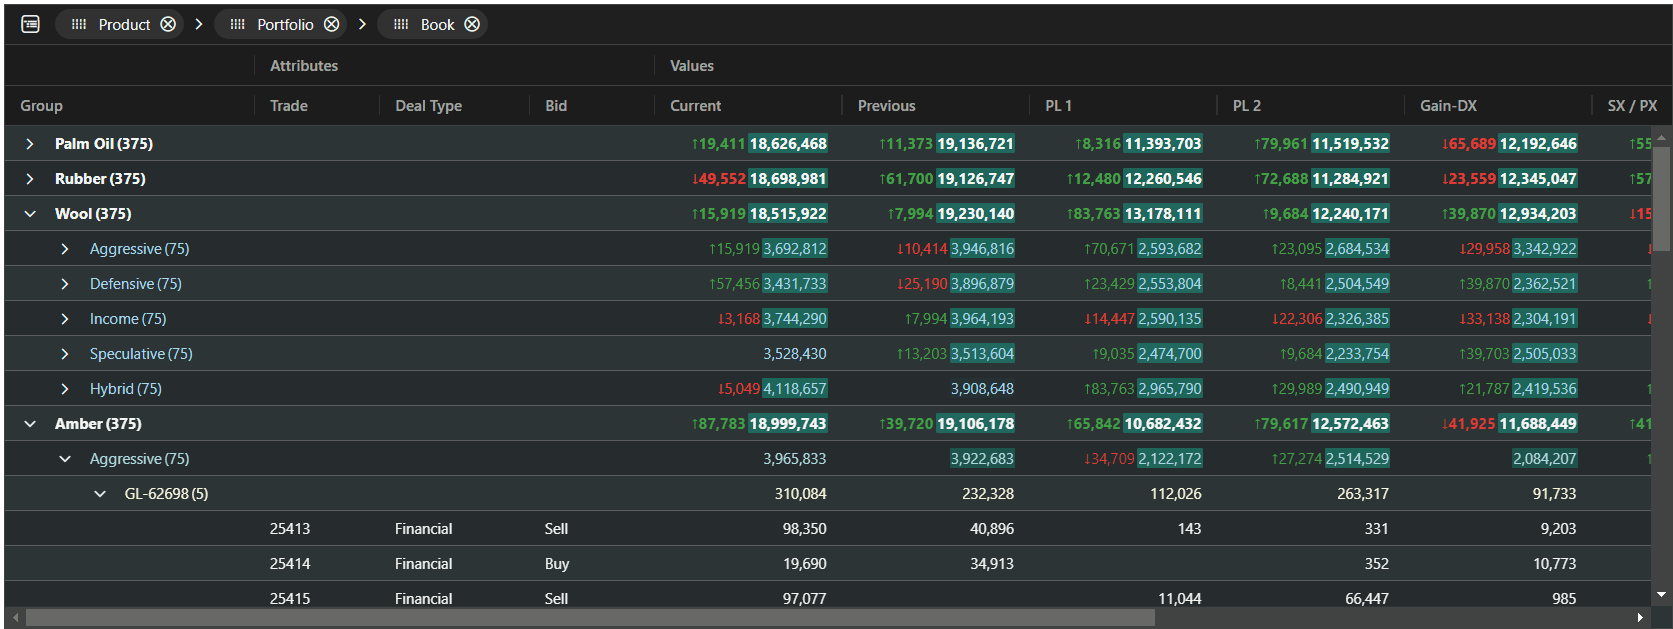 Product > Portfolio > Book
Attributes Values
Group Trade Deal Type Bid Current Previous PL 1 PL 2 Gain-DX SX / PX
Palm Oil (375) ↑19,411 18,626,468 ↑11,373 19,136,721 ↑8,316 11,393,703 ↑79,961 11,519,532 ↓65,689 12,192,646 ↑55
Rubber (375) ↓49,552 18,698,981 ↑61,700 19,126,747 ↑12,480 12,260,546 ↑72,688 11,284,921 ↓23,559 12,345,047 ↑57
Wool (375) ↑15,919 18,515,922 ↑7,994 19,230,140 ↑83,763 13,178,111 ↑9,684 12,240,171 ↑39,870 12,934,203 ↓15
Aggressive (75) ↑15,919 3,692,812 ↓10,414 3,946,816 ↑70,671 2,593,682 ↑23,095 2,684,534 ↓29,958 3,342,922 ↓
Defensive (75) ↑57,456 3,431,733 ↓25,190 3,896,879 ↑23,429 2,553,804 ↑8,441 2,504,549 ↑39,870 2,362,521 ↑
Income (75) ↓3,168 3,744,290 ↑7,994 3,964,193 ↓14,447 2,590,135 ↓22,306 2,326,385 ↓33,138 2,304,191 ↓
Speculative (75) 3,528,430 ↑13,203 3,513,604 ↑9,035 2,474,700 ↑9,684 2,233,754 ↑39,703 2,505,033
Hybrid (75) ↓5,049 4,118,657 3,908,648 ↑83,763 2,965,790 ↑29,989 2,490,949 ↑21,787 2,419,536 ↑
Amber (375) ↑87,783 18,999,743 ↑39,720 19,106,178 ↑65,842 10,682,432 ↑79,617 12,572,463 ↓41,925 11,688,449 ↑41
Aggressive (75) 3,965,833 3,922,683 ↓34,709 2,122,172 ↑27,274 2,514,529 2,084,207 ↑
GL-62698 (5) 310,084 232,328 112,026 263,317 91,733
25413 Financial Sell 98,350 40,896 143 331 9,203
25414 Financial Buy 19,690 34,913 352 10,773
25415 Financial Sell 97,077 11,044 66,447 985